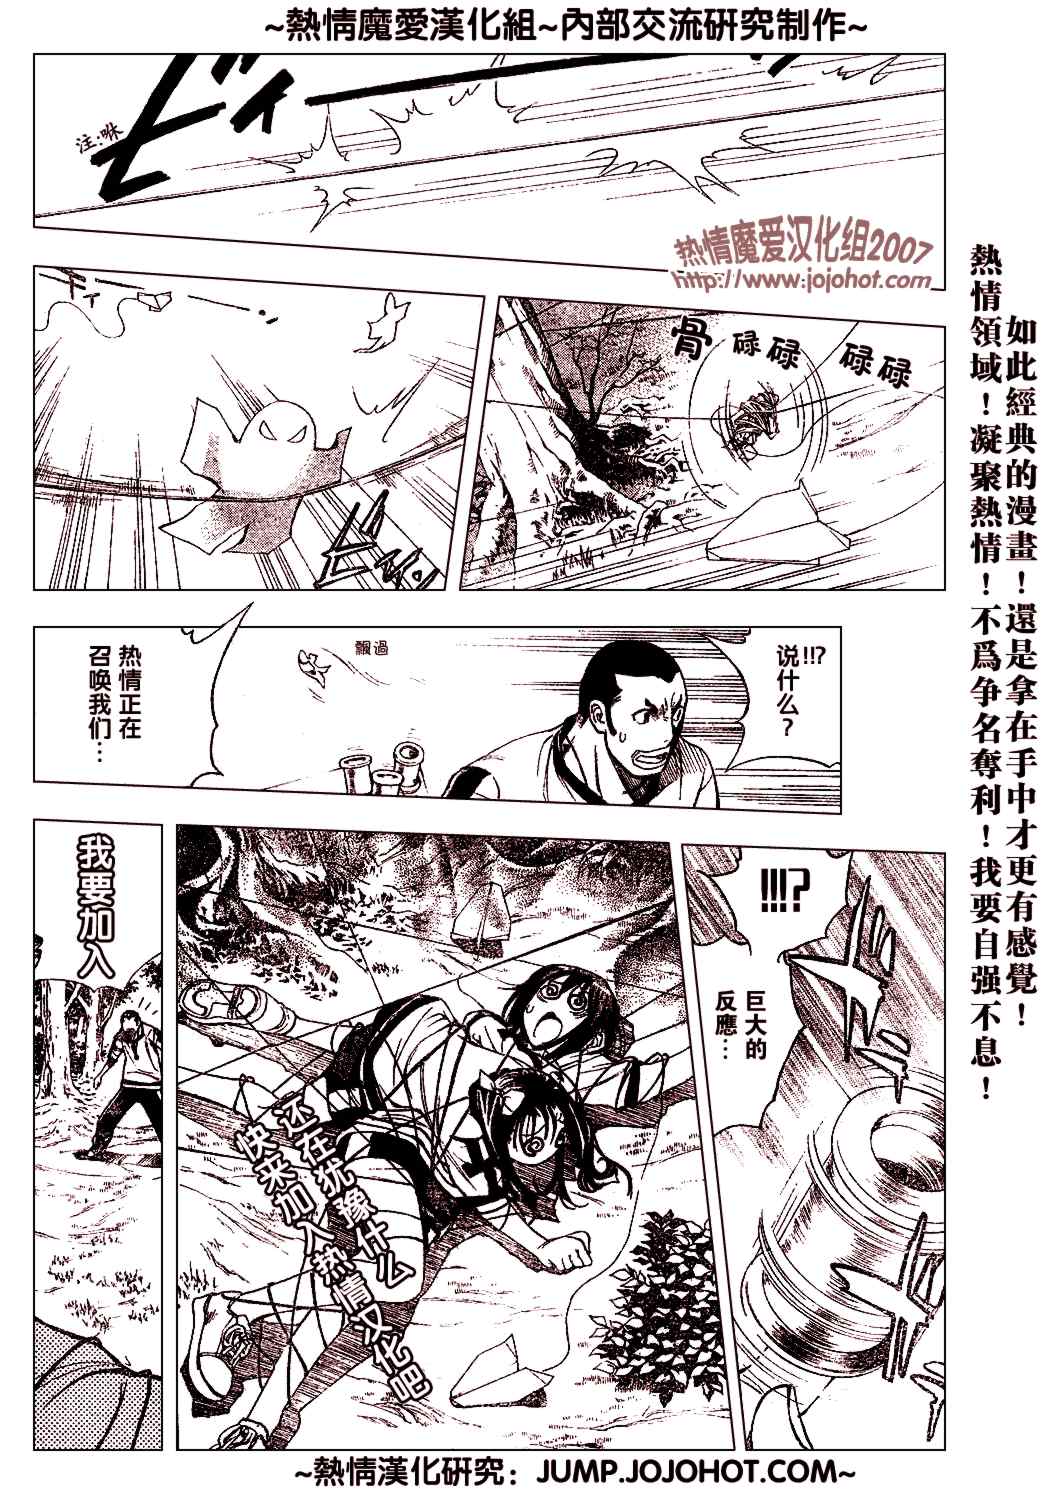 ~熱情魔愛漢化組~內部交流研究制作~
ビィ
注:咻
热情魔爱汉化组2007
http://www.jojohot.com
如此經典的漫畫！還是拿在手中才更有感覺！
熱情領域！凝聚熱情！不爲争名奪利！我要自强不息！
骨碌碌 碌碌
ビィ
!!?
说什么？
飄過
热情正在
召唤我们…
!!!?
巨大的
反應…
还在犹豫什么
快来加入热情汉化吧
我要加入
~熱情漢化研究：JUMP.JOJOHOT.COM~